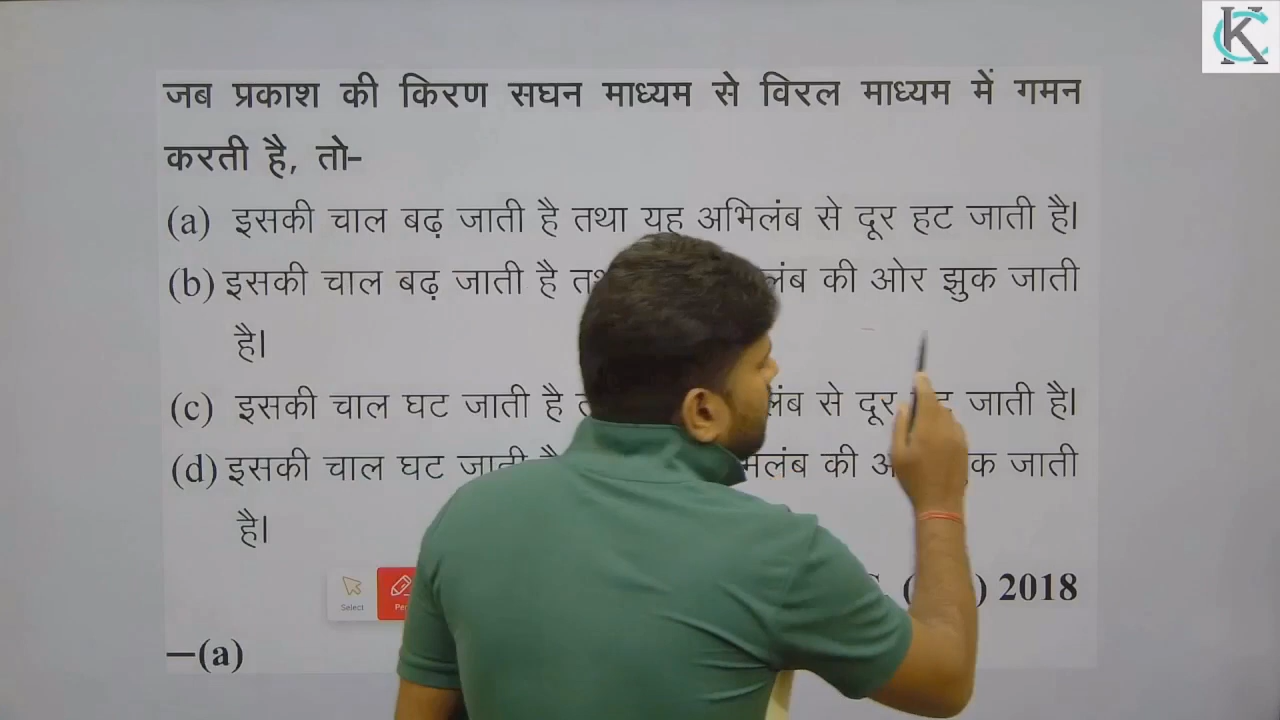 जब प्रकाश की किरण सघन माध्यम से विरल माध्यम में गमन
करती है, तो-
(a) इसकी चाल बढ़ जाती है तथा यह अभिलंब से दूर हट जाती है।
(b) इसकी चाल बढ़ जाती है की ओर झुक जाती
है।
(c) इसकी चाल घट जाती है से दूर जाती है।
(d) इसकी चाल घट जाती की जाती
है।
Select
2018
–(a)